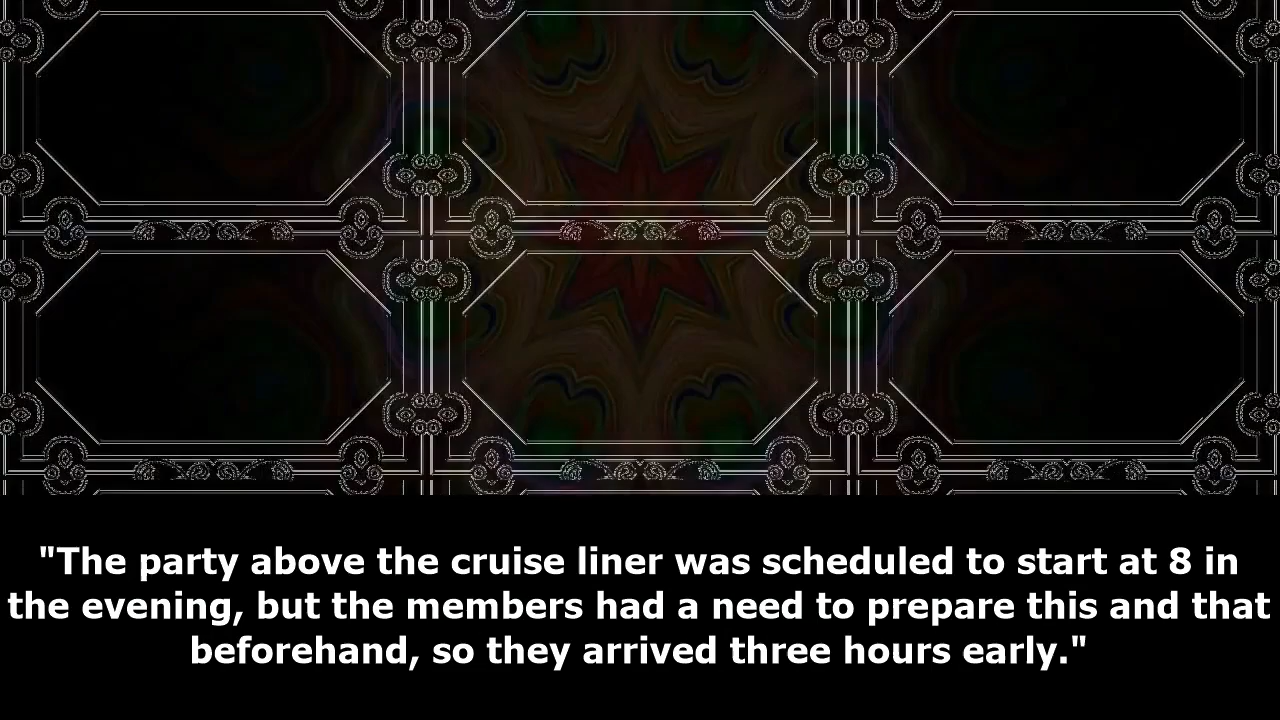 "The party above the cruise liner was scheduled to start at 8 in
the evening, but the members had a need to prepare this and that
beforehand, so they arrived three hours early."